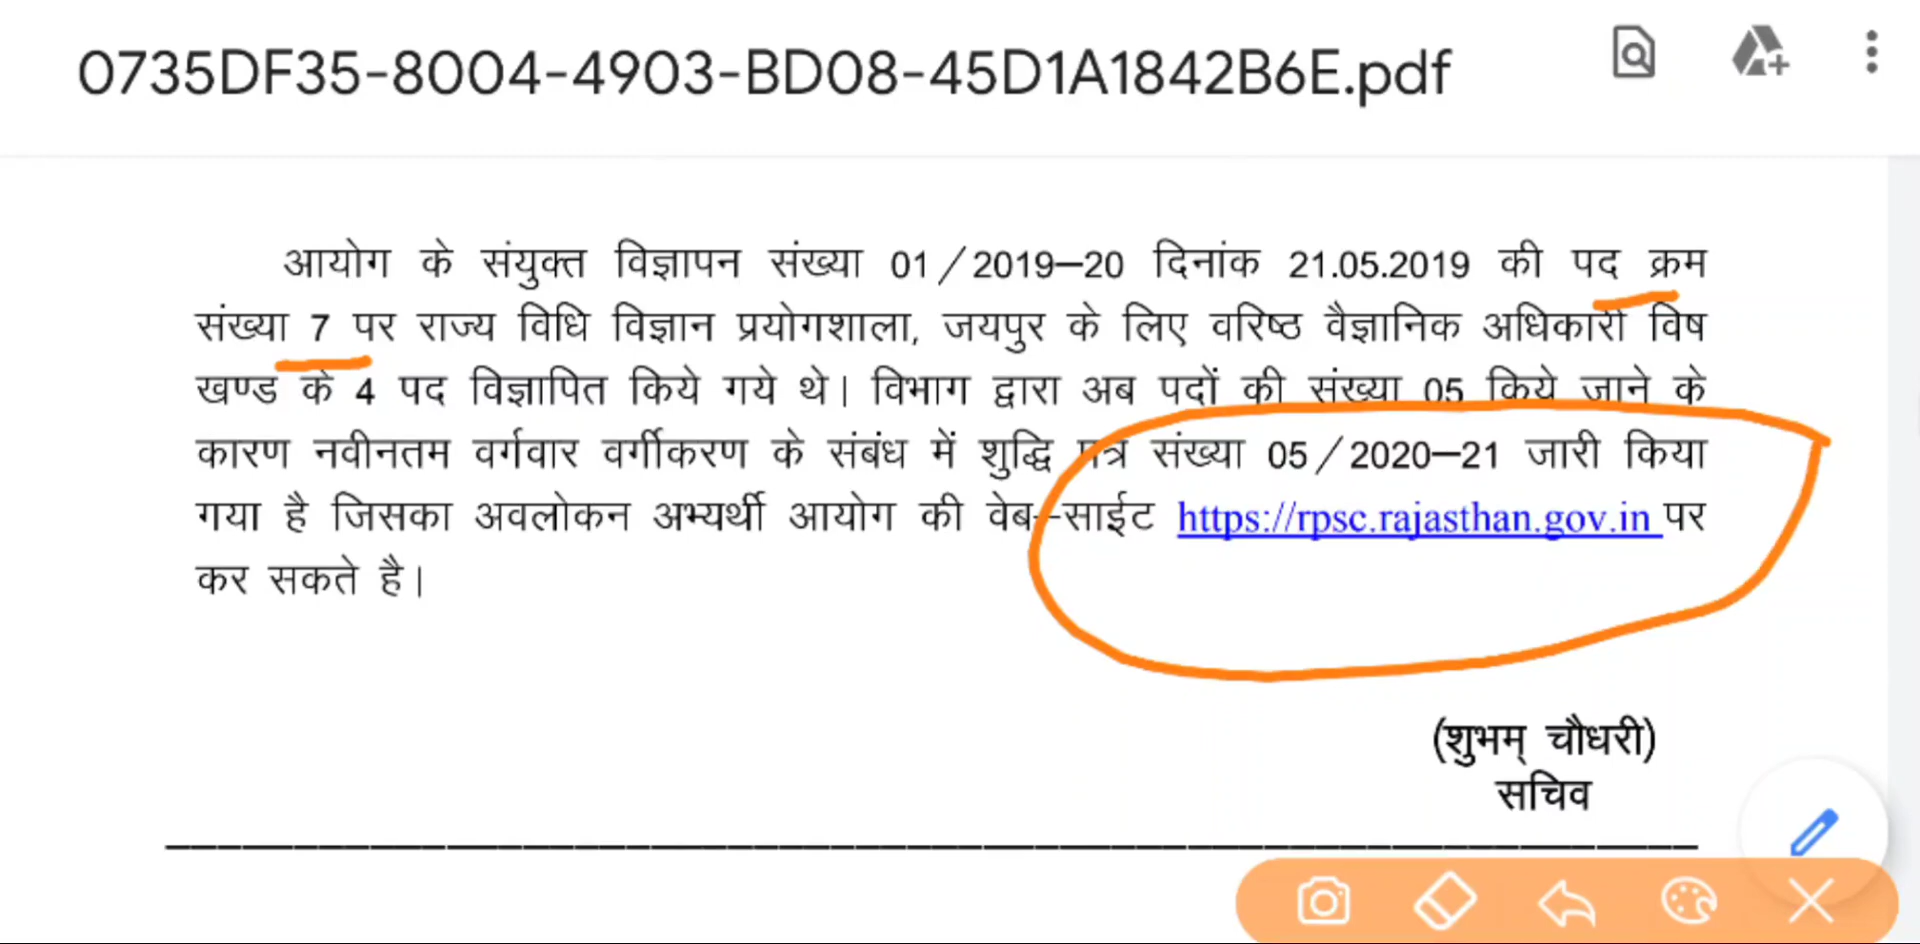 0735DF35-8004-4903-BD08-45D1A1842B6E.pdf
आयोग के संयुक्त विज्ञापन संख्या 01/2019–20 दिनांक 21.05.2019 की पद क्रम
संख्या 7 पर राज्य विधि विज्ञान प्रयोगशाला, जयपुर के लिए वरिष्ठ वैज्ञानिक अधिकारी विष
खण्ड के 4 पद विज्ञापित किये गये थे। विभाग द्वारा अब पदों की संख्या 05 किये जाने के
कारण नवीनतम वर्गवार वर्गीकरण के संबंध में शुद्धि पत्र संख्या 05/2020–21 जारी किया
गया है जिसका अवलोकन अभ्यर्थी आयोग की वेब–साईट https://rpsc.rajasthan.gov.in पर
कर सकते है।
(शुभम् चौधरी)
सचिव